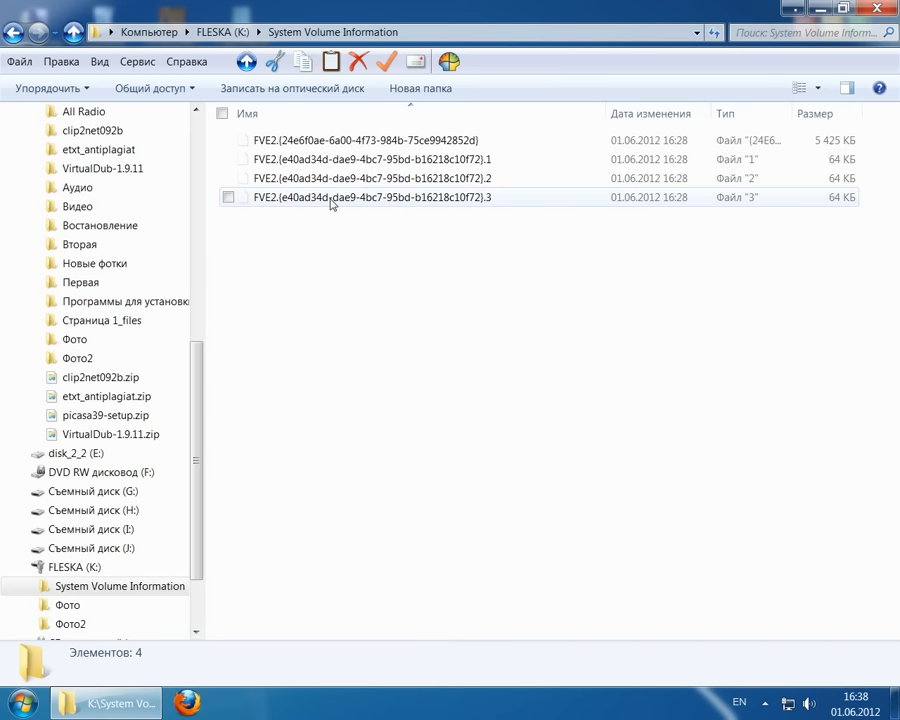 Компьютер ▸ FLESKA (K:) ▸ System Volume Information
Поиск: System Volume Inform...
Файл Правка Вид Сервис Справка
Упорядочить Общий доступ Записать на оптический диск Новая папка
All Radio
clip2net092b
etxt_antiplagiat
VirtualDub-1.9.11
Аудио
Видео
Востановление
Вторая
Новые фотки
Первая
Программы для установки
Страница 1_files
Фото
Фото2
clip2net092b.zip
etxt_antiplagiat.zip
picasa39-setup.zip
VirtualDub-1.9.11.zip
disk_2_2 (E:)
DVD RW дисковод (F:)
Съемный диск (G:)
Съемный диск (H:)
Съемный диск (I:)
Съемный диск (J:)
FLESKA (K:)
System Volume Information
Фото
Фото2
Имя Дата изменения Тип Размер
FVE2.{24e6f0ae-6a00-4f73-984b-75ce9942852d} 01.06.2012 16:28 Файл "{24E6... 5 425 КБ
FVE2.{e40ad34d-dae9-4bc7-95bd-b16218c10f72}.1 01.06.2012 16:28 Файл "1" 64 КБ
FVE2.{e40ad34d-dae9-4bc7-95bd-b16218c10f72}.2 01.06.2012 16:28 Файл "2" 64 КБ
FVE2.{e40ad34d-dae9-4bc7-95bd-b16218c10f72}.3 01.06.2012 16:28 Файл "3" 64 КБ
Элементов: 4
K:\System Vo...
EN
16:38
01.06.2012